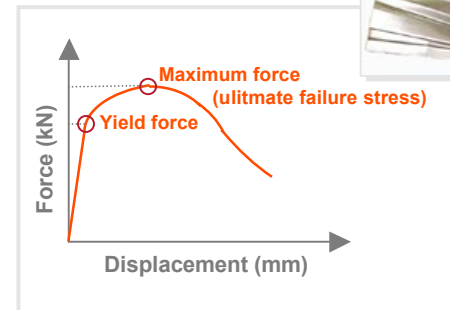 Maximum force
(ulitmate failure stress)
Yield force
Force (kN)
Displacement (mm)